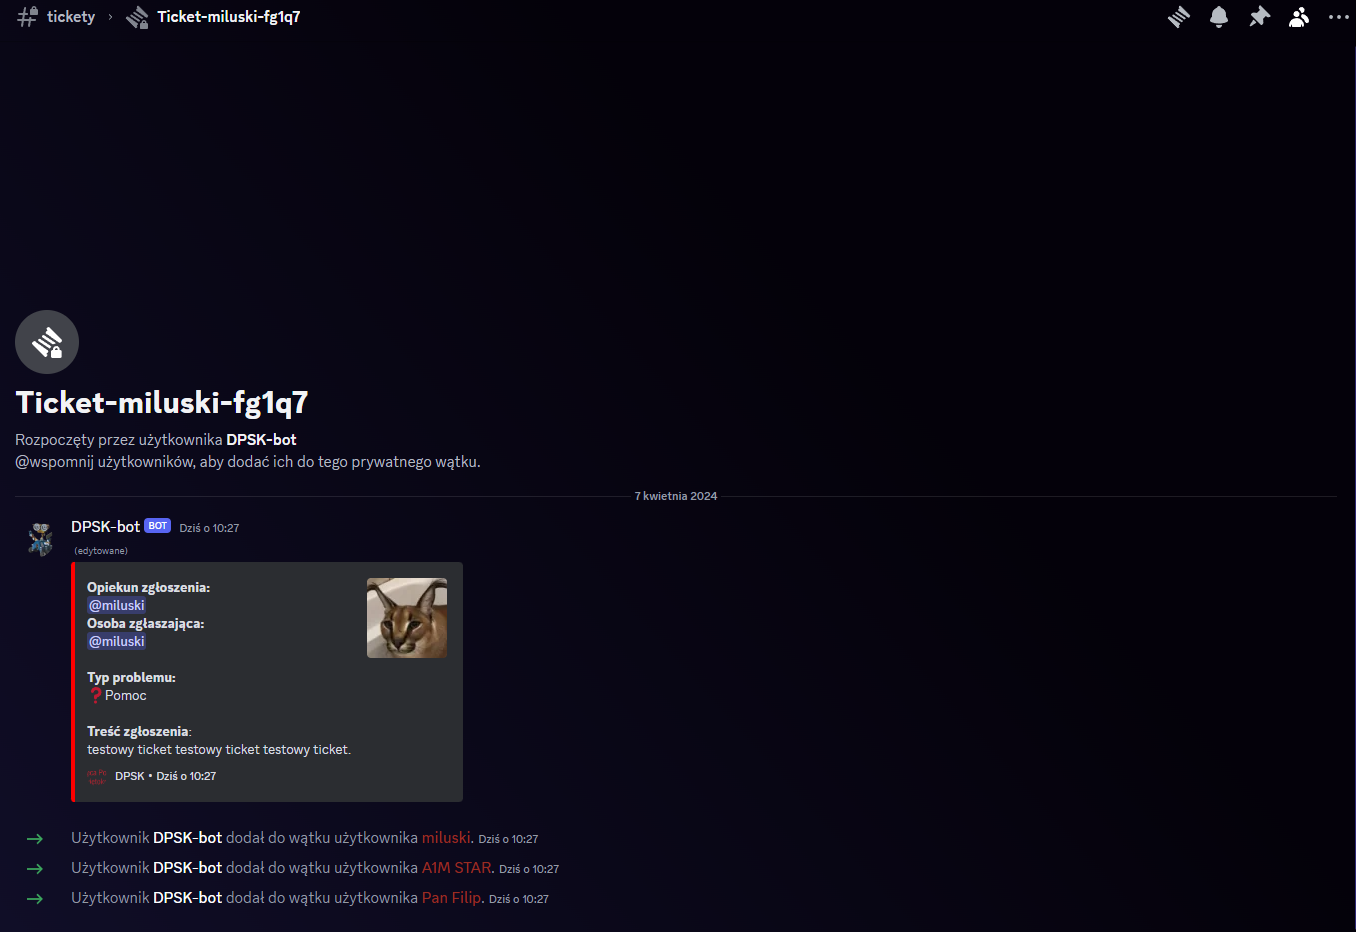 tickety › Ticket-miluski-fg1q7
Ticket-miluski-fg1q7
Rozpoczęty przez użytkownika DPSK-bot
@wspomnij użytkowników, aby dodać ich do tego prywatnego wątku.
7 kwietnia 2024
DPSK-bot BOT Dziś o 10:27
(edytowane)
Opiekun zgłoszenia:
@miluski
Osoba zgłaszająca:
@miluski
Typ problemu:
❓Pomoc
Treść zgłoszenia:
testowy ticket testowy ticket testowy ticket.
DPSK • Dziś o 10:27
Użytkownik DPSK-bot dodał do wątku użytkownika miluski. Dziś o 10:27
Użytkownik DPSK-bot dodał do wątku użytkownika A1M STAR. Dziś o 10:27
Użytkownik DPSK-bot dodał do wątku użytkownika Pan Filip. Dziś o 10:27